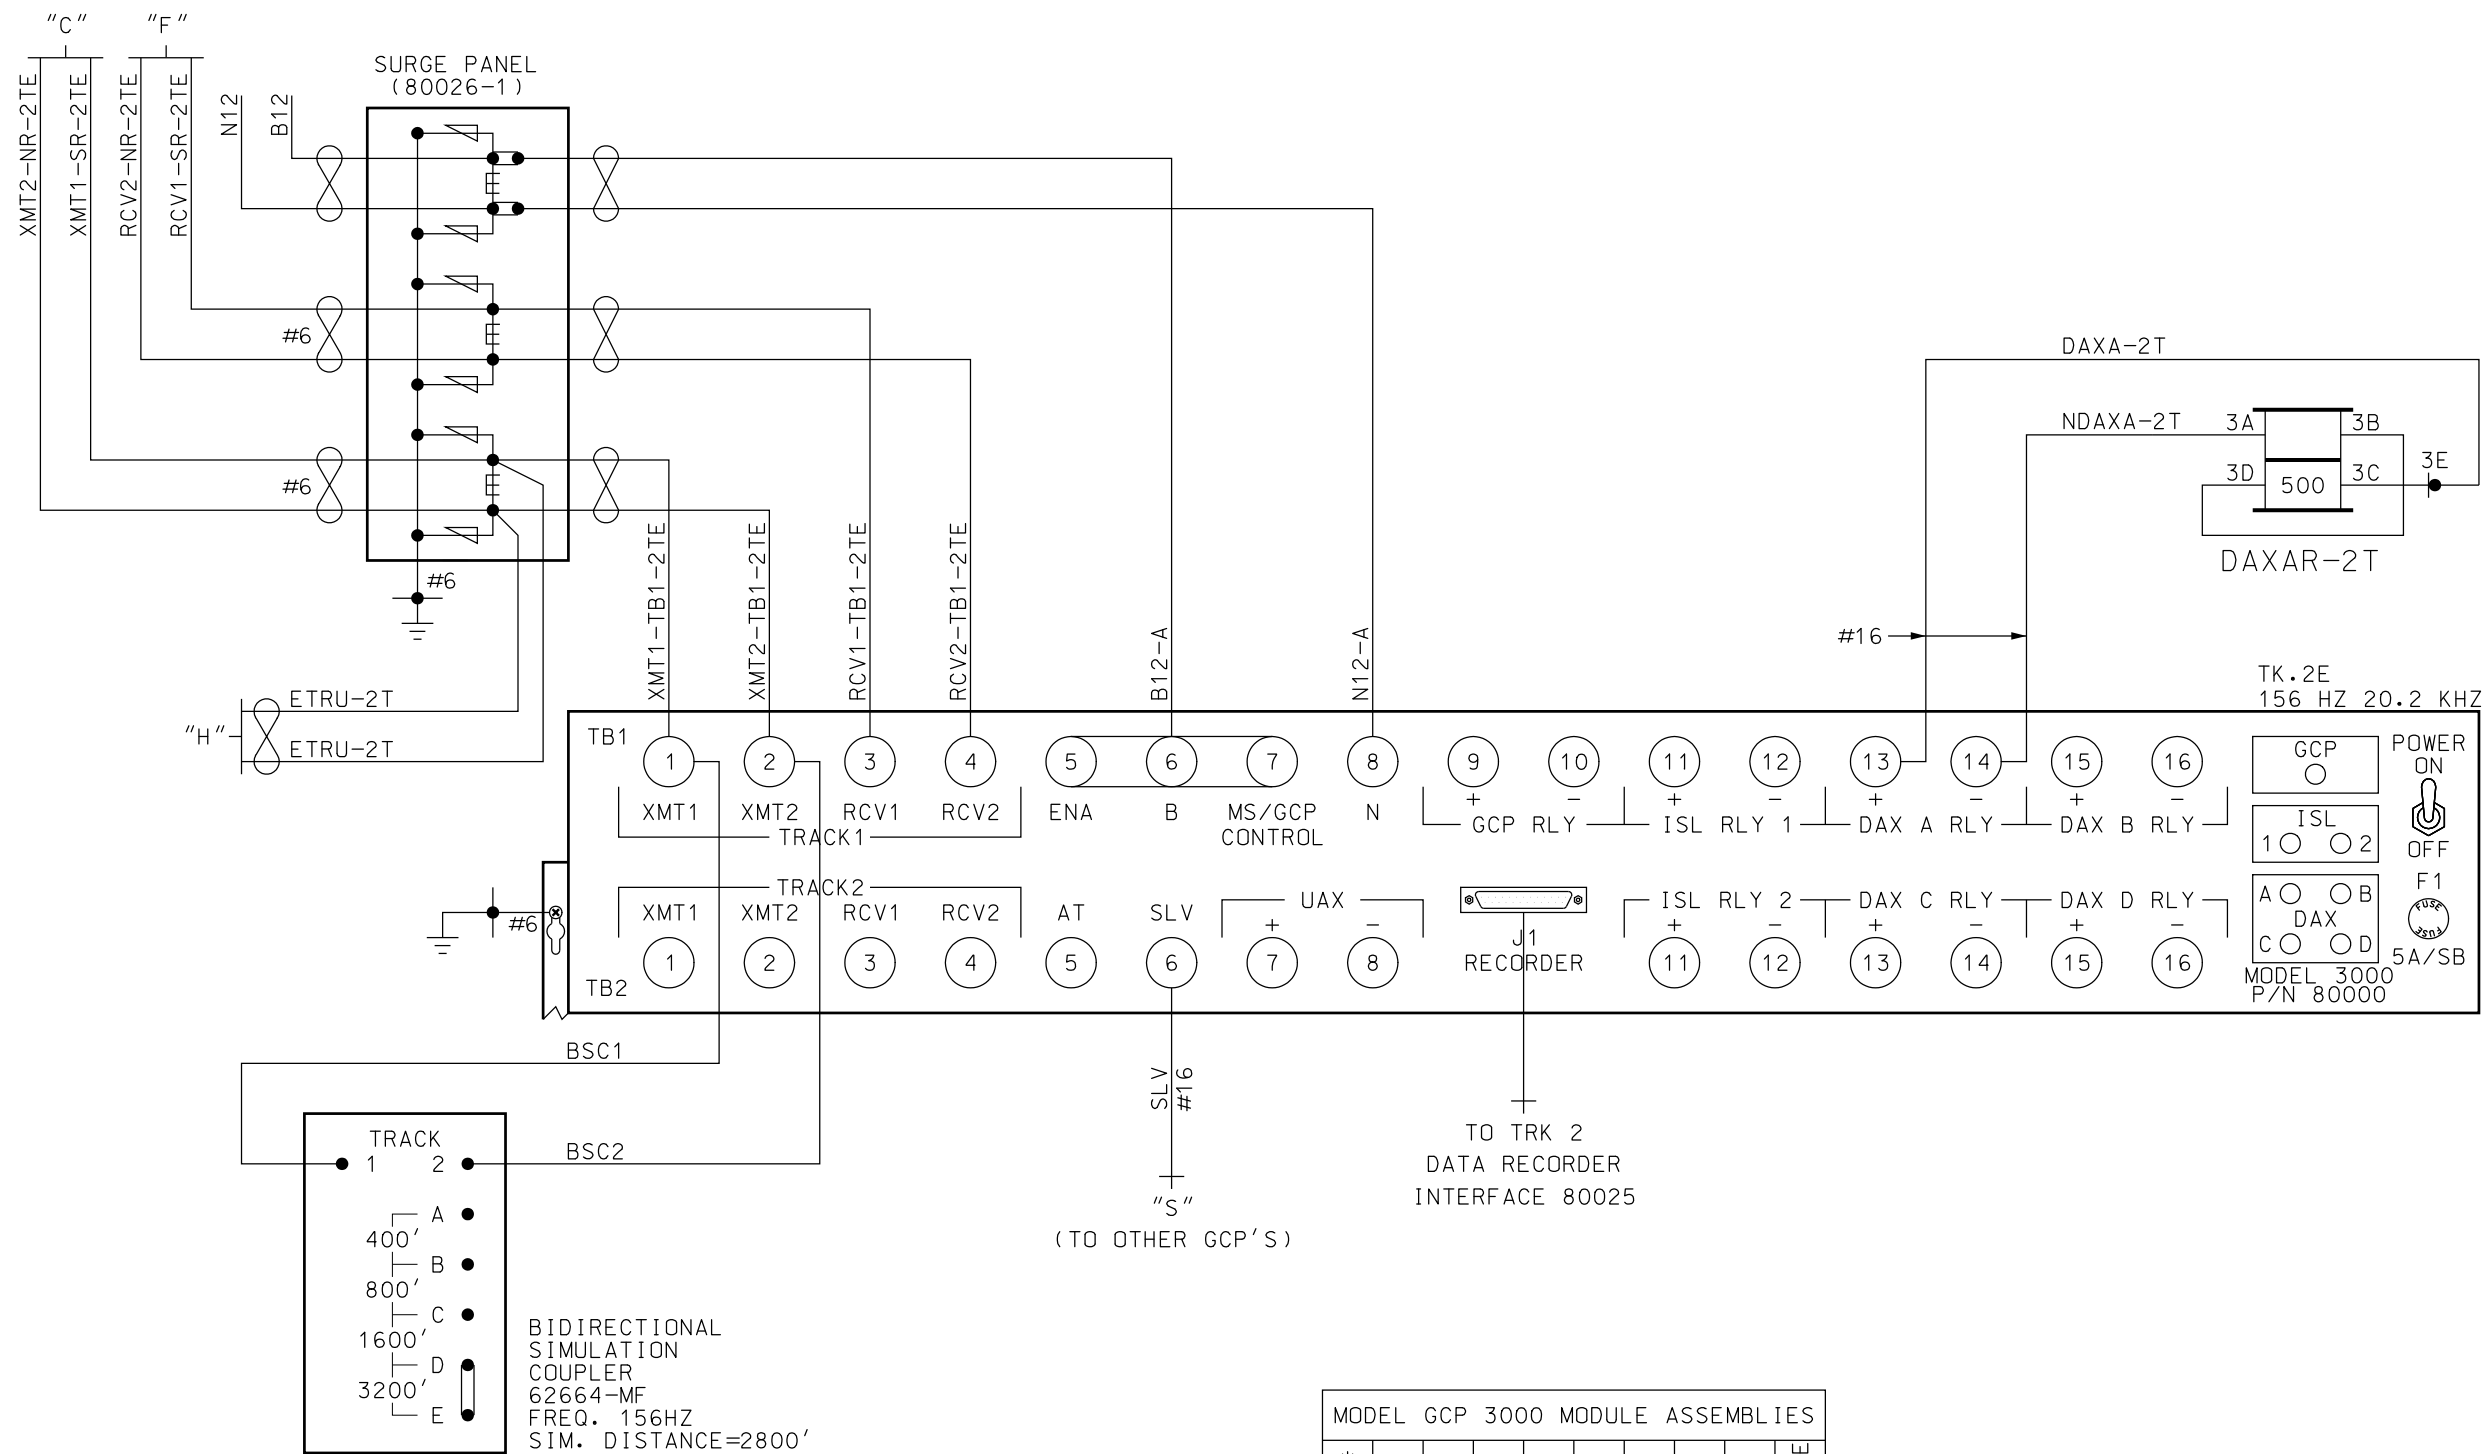 "C"
"F"
XMT2-NR-2TE
XMT1-SR-2TE
RCV2-NR-2TE
RCV1-SR-2TE
N12
B12
SURGE PANEL
(80026-1)
#6
#6
#6
DAXA-2T
NDAXA-2T
3A
3B
3D
500
3C
3E
DAXAR-2T
XMT1-TB1-2TE
XMT2-TB1-2TE
RCV1-TB1-2TE
RCV2-TB1-2TE
B12-A
N12-A
#16
TK.2E
156 HZ 20.2 KHZ
"H"
ETRU-2T
ETRU-2T
TB1
1 2 3 4 5 6 7 8 9 10 11 12 13 14 15 16
XMT1 XMT2 RCV1 RCV2 ENA B MS/GCP CONTROL N
+ - + - + - + -
TRACK1
GCP RLY
ISL RLY 1
DAX A RLY
DAX B RLY
GCP
ISL
1 2
POWER
ON
OFF
F1
FUSE
FUSE
5A/SB
A B
DAX
C D
MODEL 3000
P/N 80000
TRACK2
XMT1 XMT2 RCV1 RCV2 AT SLV
UAX
+ -
J1
RECORDER
ISL RLY 2
DAX C RLY
DAX D RLY
+ - + - + -
TB2
1 2 3 4 5 6 7 8 11 12 13 14 15 16
#6
BSC1
BSC2
SLV
#16
"S"
(TO OTHER GCP'S)
TO TRK 2
DATA RECORDER
INTERFACE 80025
TRACK
1 2
A
400'
B
800'
C
1600'
D
3200'
E
BIDIRECTIONAL
SIMULATION
COUPLER
62664-MF
FREQ. 156HZ
SIM. DISTANCE=2800'
MODEL GCP 3000 MODULE ASSEMBLIES